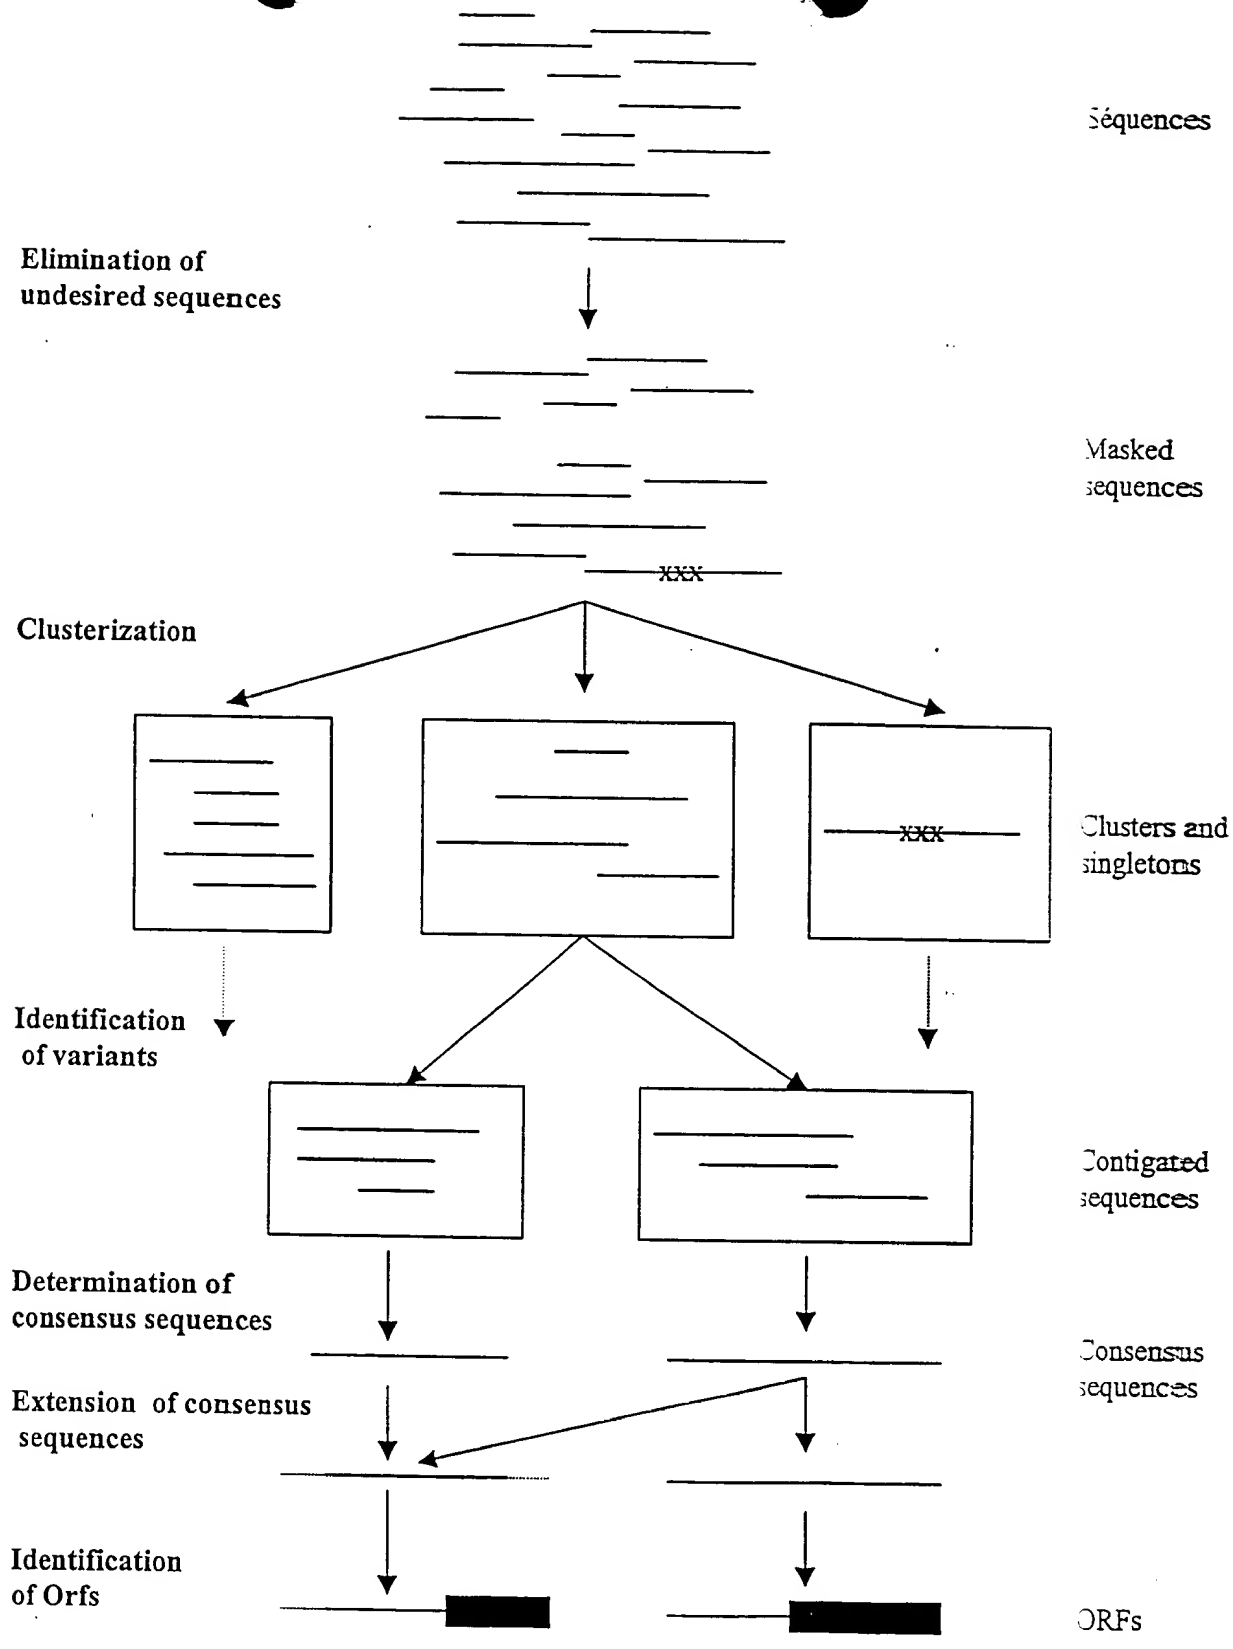 Séquences
Elimination of
undesired sequences
Masked
sequences
xxx
Clusterization
xxx
Clusters and
singletons
Identification
of variants
Contigated
sequences
Determination of
consensus sequences
Consensus
sequences
Extension of consensus
sequences
Identification
of Orfs
ORFs